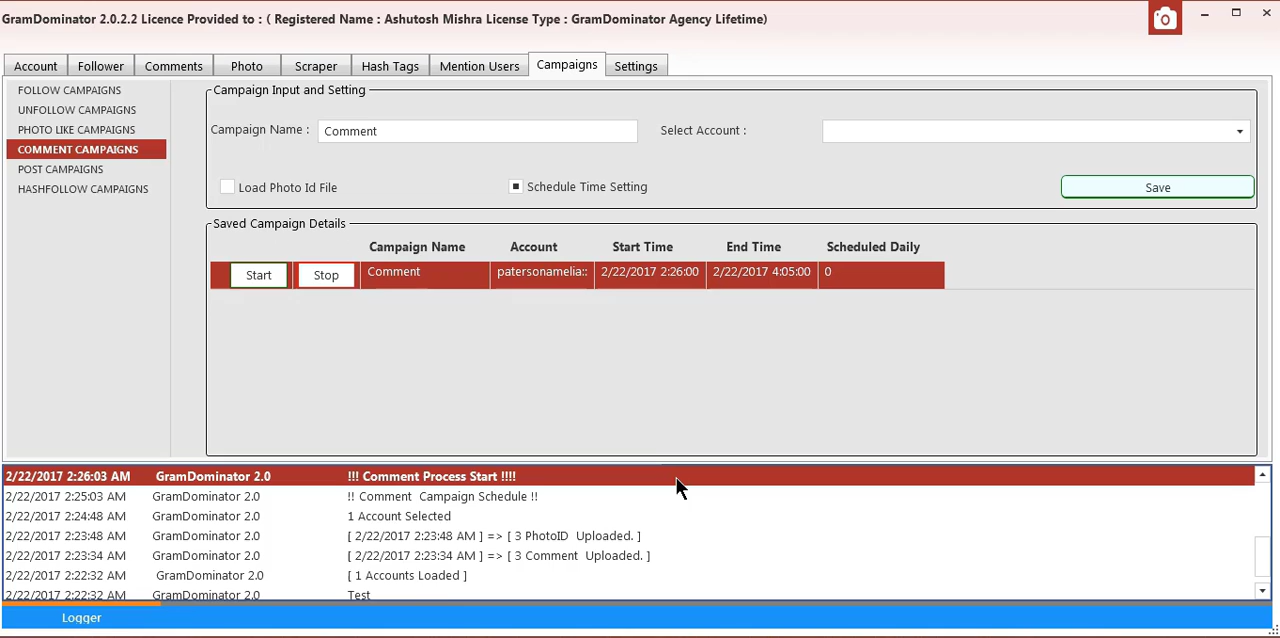 GramDominator 2.0.2.2 Licence Provided to : ( Registered Name : Ashutosh Mishra License Type : GramDominator Agency Lifetime)
Account Follower Comments Photo Scraper Hash Tags Mention Users Campaigns Settings
FOLLOW CAMPAIGNS
UNFOLLOW CAMPAIGNS
PHOTO LIKE CAMPAIGNS
COMMENT CAMPAIGNS
POST CAMPAIGNS
HASHFOLLOW CAMPAIGNS
Campaign Input and Setting
Campaign Name : Comment Select Account :
Load Photo Id File Schedule Time Setting Save
Saved Campaign Details
Campaign Name Account Start Time End Time Scheduled Daily
Start Stop Comment patersonamelia:: 2/22/2017 2:26:00 2/22/2017 4:05:00 0
2/22/2017 2:26:03 AM GramDominator 2.0 !!! Comment Process Start !!!!
2/22/2017 2:25:03 AM GramDominator 2.0 !! Comment Campaign Schedule !!
2/22/2017 2:24:48 AM GramDominator 2.0 1 Account Selected
2/22/2017 2:23:48 AM GramDominator 2.0 [ 2/22/2017 2:23:48 AM ] => [ 3 PhotoID Uploaded. ]
2/22/2017 2:23:34 AM GramDominator 2.0 [ 2/22/2017 2:23:34 AM ] => [ 3 Comment Uploaded. ]
2/22/2017 2:22:32 AM GramDominator 2.0 [ 1 Accounts Loaded ]
2/22/2017 2:22:32 AM GramDominator 2.0 Test
Logger